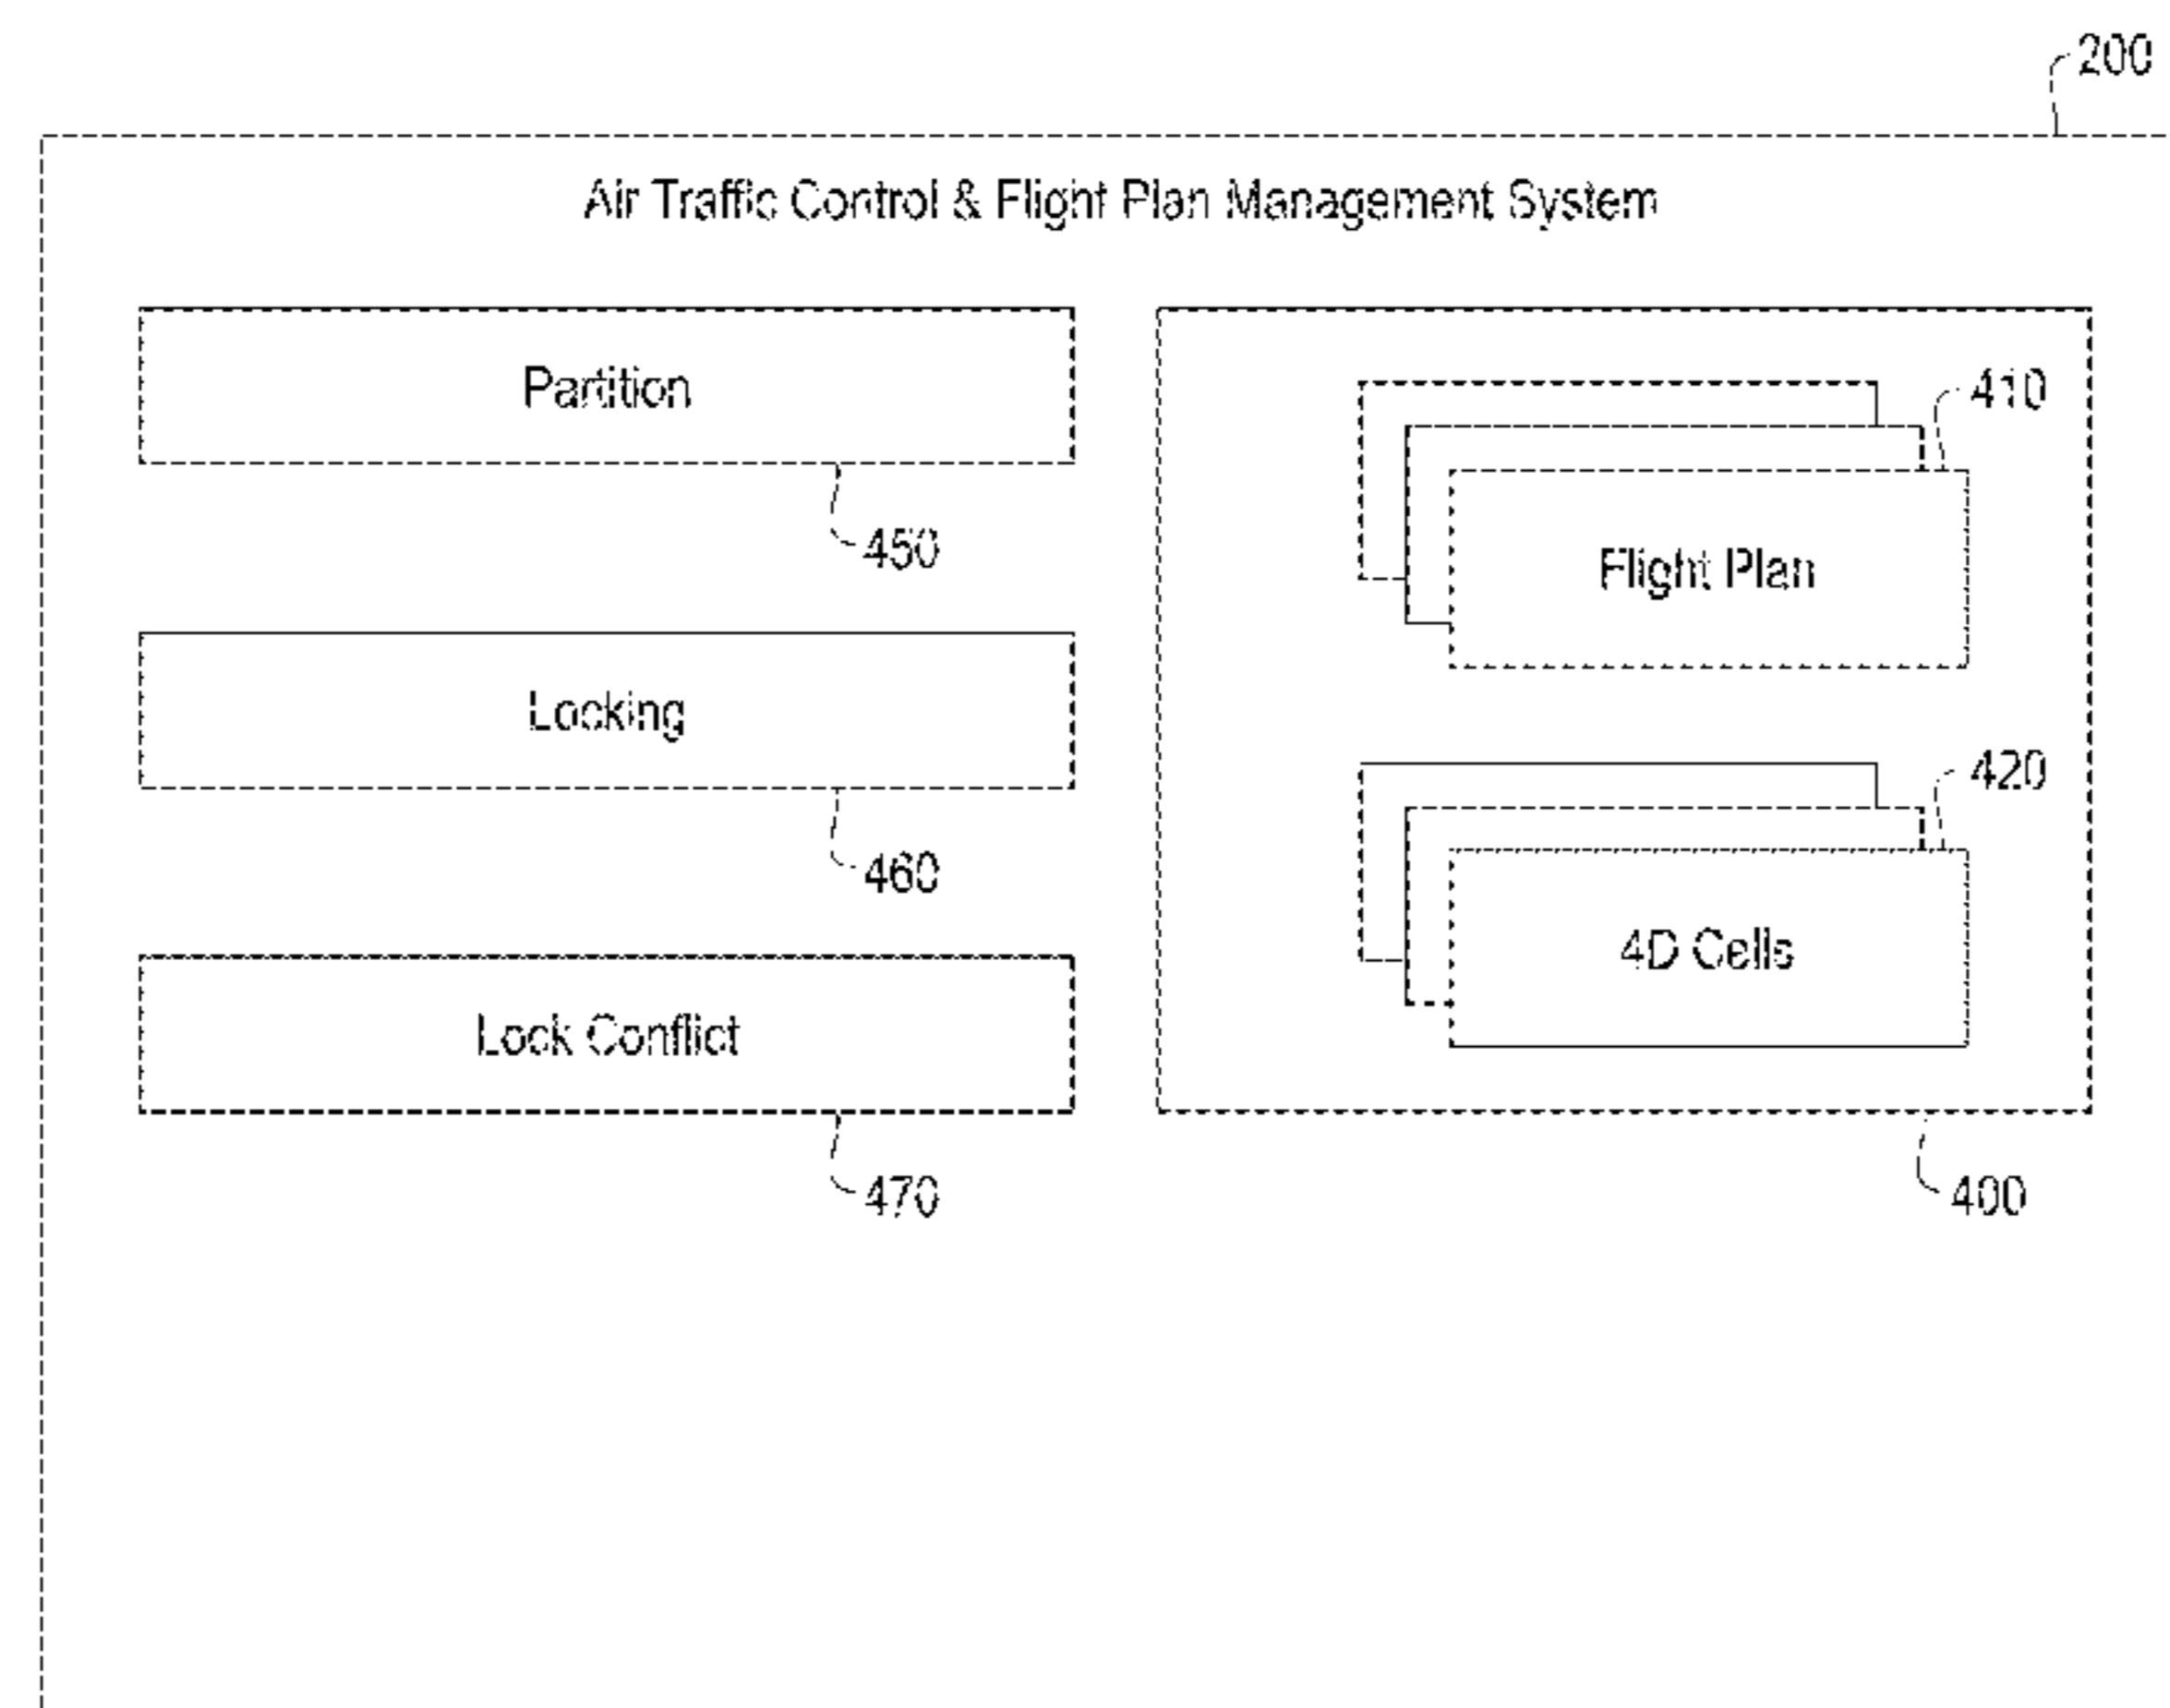 200
Air Traffic Control & Flight Plan Management System
Partition
450
Locking
460
Lock Conflict
470
410
Flight Plan
420
4D Cells
400